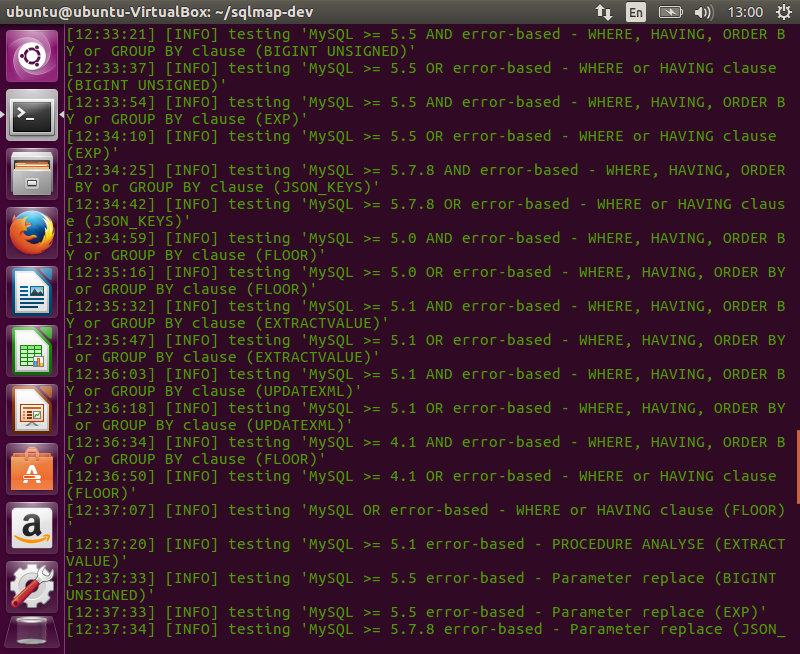 ubuntu@ubuntu-VirtualBox: ~/sqlmap-dev
En
13:00
[12:33:21] [INFO] testing 'MySQL >= 5.5 AND error-based - WHERE, HAVING, ORDER B
Y or GROUP BY clause (BIGINT UNSIGNED)'
[12:33:37] [INFO] testing 'MySQL >= 5.5 OR error-based - WHERE or HAVING clause
(BIGINT UNSIGNED)'
[12:33:54] [INFO] testing 'MySQL >= 5.5 AND error-based - WHERE, HAVING, ORDER B
Y or GROUP BY clause (EXP)'
[12:34:10] [INFO] testing 'MySQL >= 5.5 OR error-based - WHERE or HAVING clause
(EXP)'
[12:34:25] [INFO] testing 'MySQL >= 5.7.8 AND error-based - WHERE, HAVING, ORDER
 BY or GROUP BY clause (JSON_KEYS)'
[12:34:42] [INFO] testing 'MySQL >= 5.7.8 OR error-based - WHERE or HAVING claus
e (JSON_KEYS)'
[12:34:59] [INFO] testing 'MySQL >= 5.0 AND error-based - WHERE, HAVING, ORDER B
Y or GROUP BY clause (FLOOR)'
[12:35:16] [INFO] testing 'MySQL >= 5.0 OR error-based - WHERE, HAVING, ORDER BY
 or GROUP BY clause (FLOOR)'
[12:35:32] [INFO] testing 'MySQL >= 5.1 AND error-based - WHERE, HAVING, ORDER B
Y or GROUP BY clause (EXTRACTVALUE)'
[12:35:47] [INFO] testing 'MySQL >= 5.1 OR error-based - WHERE, HAVING, ORDER BY
 or GROUP BY clause (EXTRACTVALUE)'
[12:36:03] [INFO] testing 'MySQL >= 5.1 AND error-based - WHERE, HAVING, ORDER B
Y or GROUP BY clause (UPDATEXML)'
[12:36:18] [INFO] testing 'MySQL >= 5.1 OR error-based - WHERE, HAVING, ORDER BY
 or GROUP BY clause (UPDATEXML)'
[12:36:34] [INFO] testing 'MySQL >= 4.1 AND error-based - WHERE, HAVING, ORDER B
Y or GROUP BY clause (FLOOR)'
[12:36:50] [INFO] testing 'MySQL >= 4.1 OR error-based - WHERE or HAVING clause
(FLOOR)'
[12:37:07] [INFO] testing 'MySQL OR error-based - WHERE or HAVING clause (FLOOR)
'
[12:37:20] [INFO] testing 'MySQL >= 5.1 error-based - PROCEDURE ANALYSE (EXTRACT
VALUE)'
[12:37:33] [INFO] testing 'MySQL >= 5.5 error-based - Parameter replace (BIGINT
UNSIGNED)'
[12:37:33] [INFO] testing 'MySQL >= 5.5 error-based - Parameter replace (EXP)'
[12:37:34] [INFO] testing 'MySQL >= 5.7.8 error-based - Parameter replace (JSON_